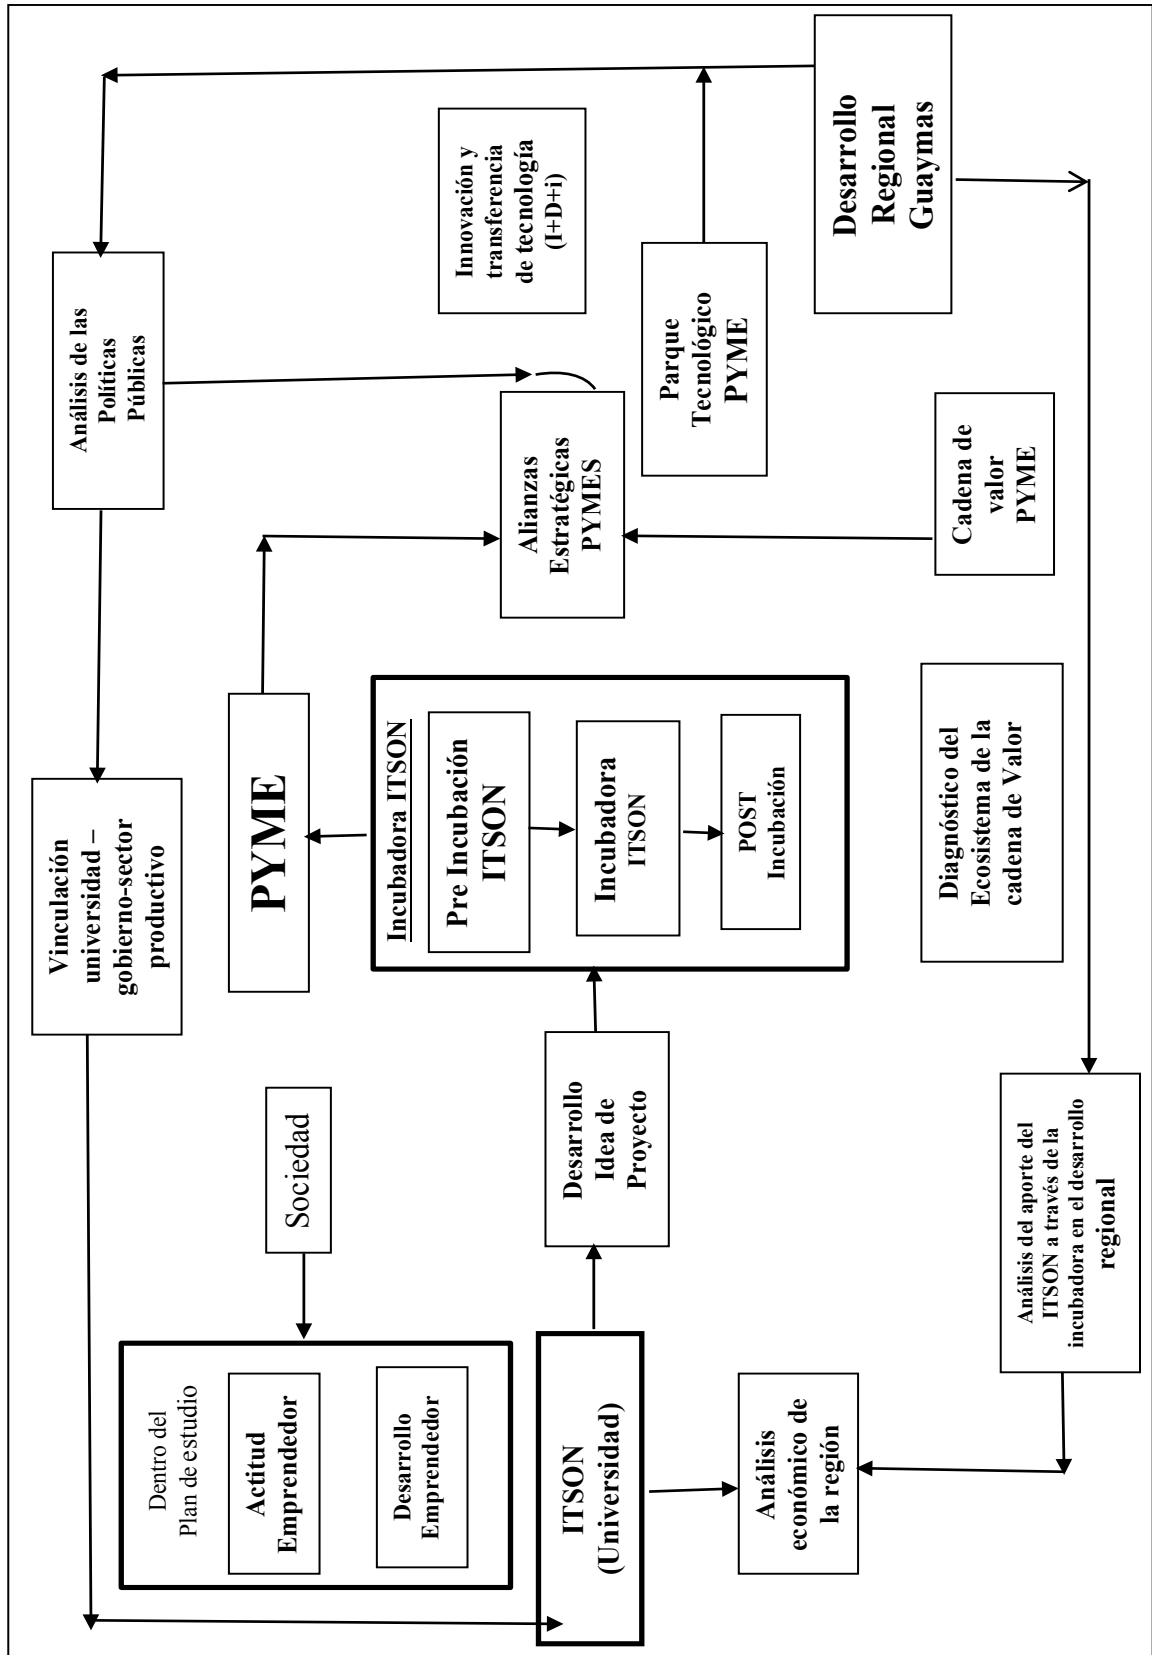 Vinculación
universidad –
gobierno-sector
productivo
Análisis de las
Políticas
Públicas
Dentro del
Plan de estudio
Actitud
Emprendedor
Desarrollo
Emprendedor
Sociedad
PYME
Incubadora ITSON
Pre Incubación
ITSON
Incubadora
ITSON
POST
Incubación
Innovación y
transferencia
de tecnología
(I+D+i)
Alianzas
Estratégicas
PYMES
ITSON
(Universidad)
Desarrollo
Idea de
Proyecto
Parque
Tecnológico
PYME
Análisis
económico de
la región
Desarrollo
Regional
Guaymas
Diagnóstico del
Ecosistema de la
cadena de Valor
Cadena de
valor
PYME
Análisis del aporte del
ITSON a través de la
incubadora en el desarrollo
regional